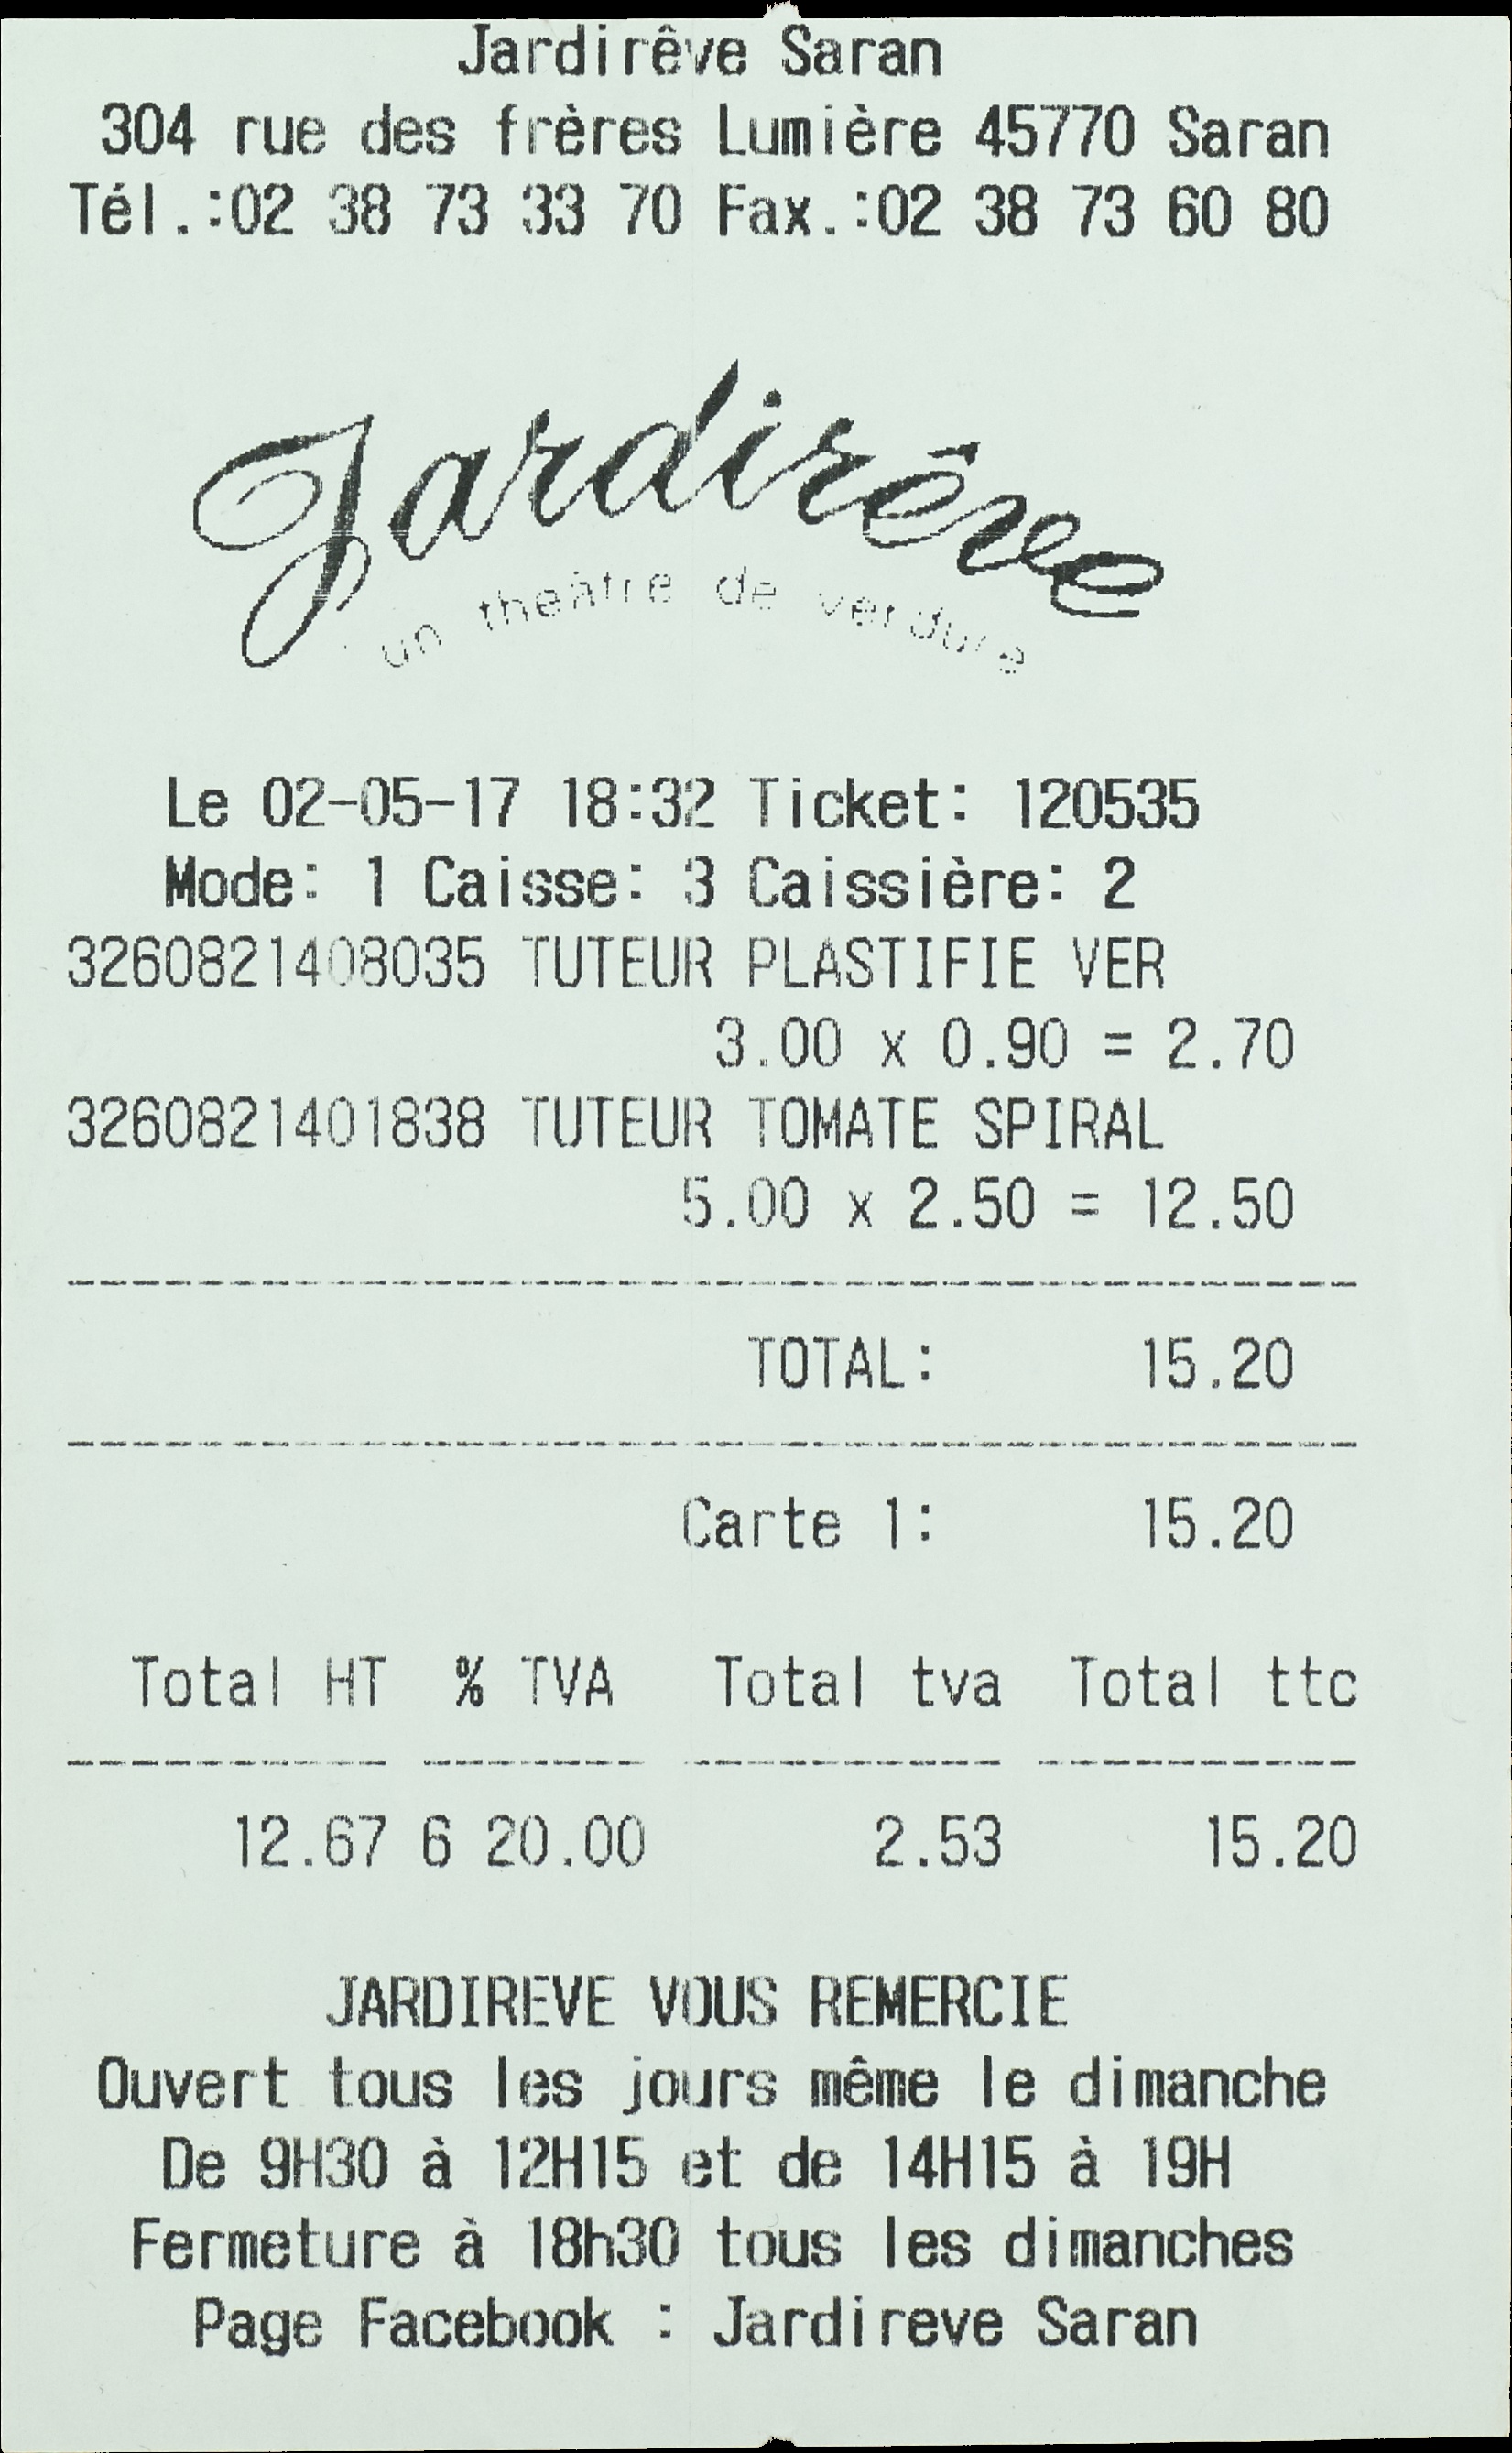 Jardirêve Saran
304 rue des frères Lumière 45770 Saran
Tél.:02 38 73 33 70 Fax.:02 38 73 60 80
Jardirêve
un théâtre de verdure
Le 02-05-17 18:32 Ticket: 120535
Mode: 1 Caisse: 3 Caissière: 2
3260821408035 TUTEUR PLASTIFIE VER
3.00 x 0.90 = 2.70
3260821401838 TUTEUR TOMATE SPIRAL
5.00 x 2.50 = 12.50
TOTAL: 15.20
Carte 1: 15.20
Total HT % TVA Total tva Total ttc
12.67 6 20.00 2.53 15.20
JARDIREVE VOUS REMERCIE
Ouvert tous les jours même le dimanche
De 9H30 à 12H15 et de 14H15 à 19H
Fermeture à 18h30 tous les dimanches
Page Facebook : Jardireve Saran